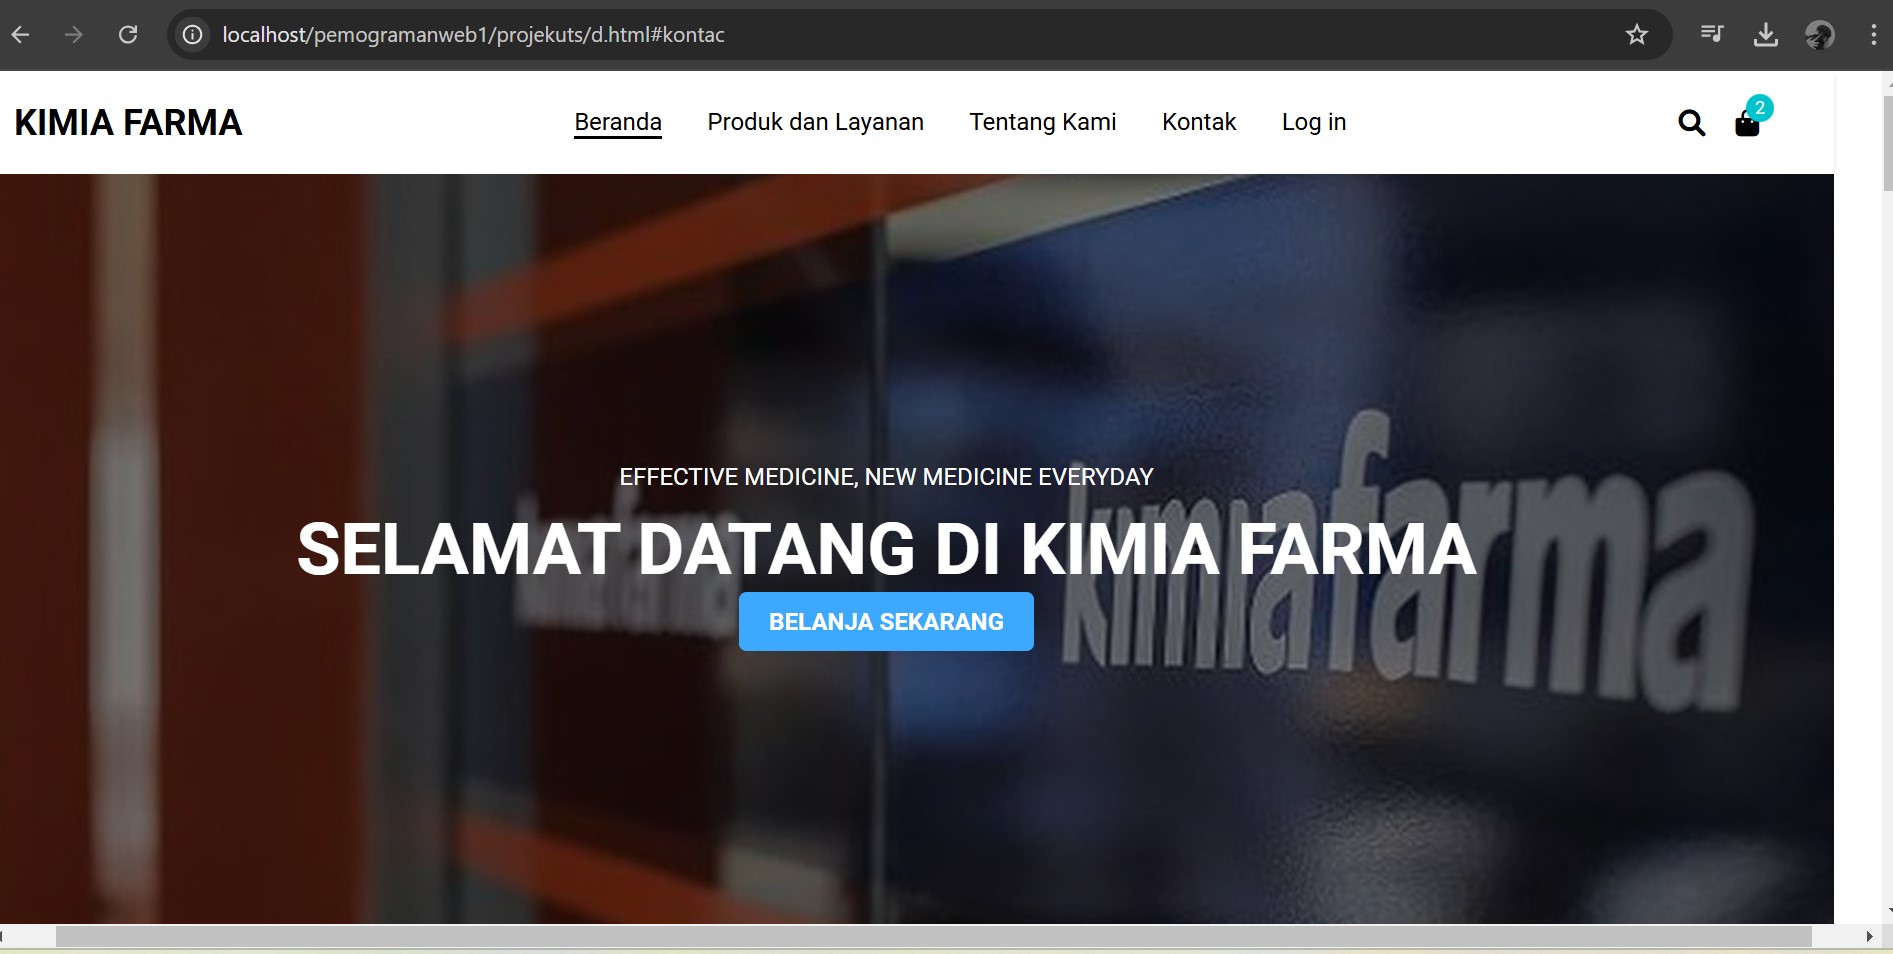 localhost/pemogramanweb1/projekuts/d.html#kontac
KIMIA FARMA
Beranda
Produk dan Layanan
Tentang Kami
Kontak
Log in
2
EFFECTIVE MEDICINE, NEW MEDICINE EVERYDAY
SELAMAT DATANG DI KIMIA FARMA
BELANJA SEKARANG
kimiafarma
kimiafarma